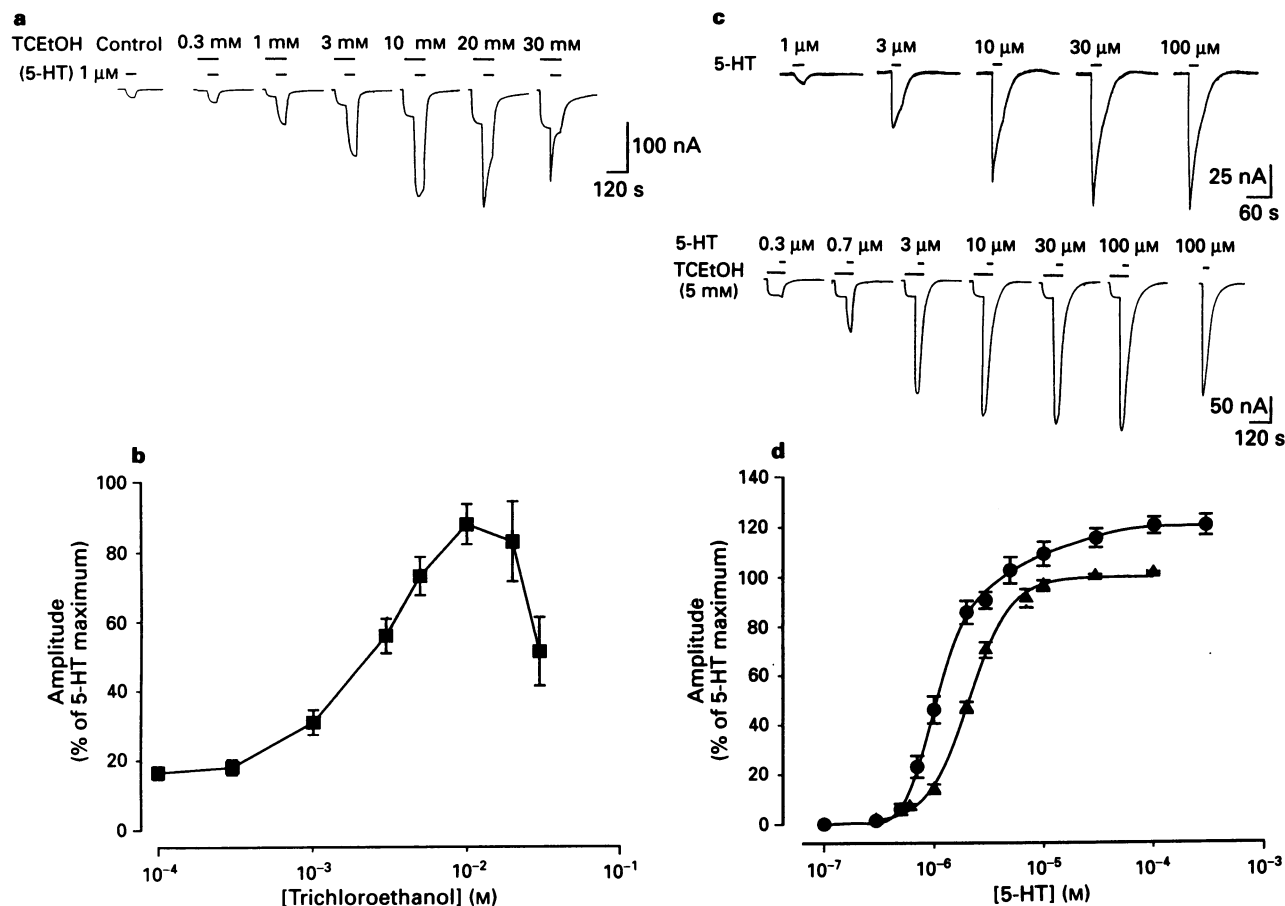 a
TCEtOH Control 0.3 mM 1 mM 3 mM 10 mM 20 mM 30 mM
(5-HT) 1 μM
100 nA
120 s
c
1 μM 3 μM 10 μM 30 μM 100 μM
5-HT
25 nA
60 s
5-HT 0.3 μM 0.7 μM 3 μM 10 μM 30 μM 100 μM 100 μM
TCEtOH
(5 mM)
50 nA
120 s
b
100
80
60
40
20
0
Amplitude
(% of 5-HT maximum)
10⁻⁴ 10⁻³ 10⁻² 10⁻¹
[Trichloroethanol] (M)
d
140
120
100
80
60
40
20
0
Amplitude
(% of 5-HT maximum)
10⁻⁷ 10⁻⁶ 10⁻⁵ 10⁻⁴ 10⁻³
[5-HT] (M)